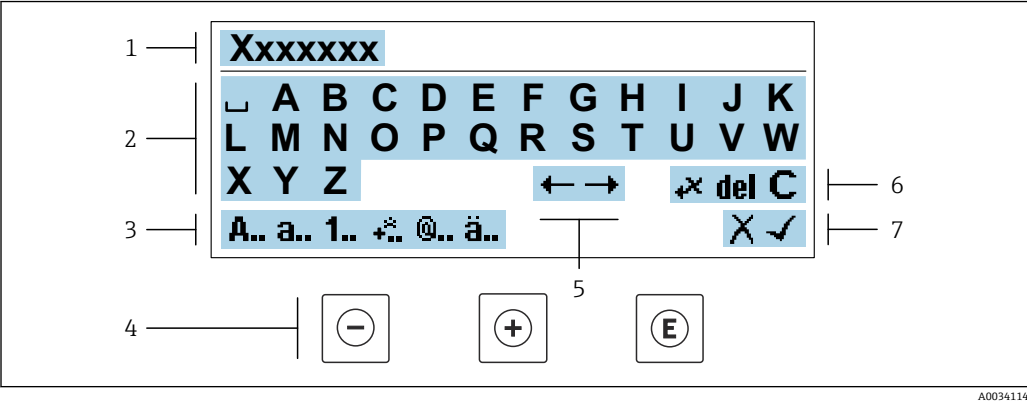 1 Xxxxxxx
␣ A B C D E F G H I J K
2 L M N O P Q R S T U V W
X Y Z ←→ del C 6
3 A.. a.. 1.. +×.. @.. ä.. X ✓ 7
5
4 − + E
A0034114